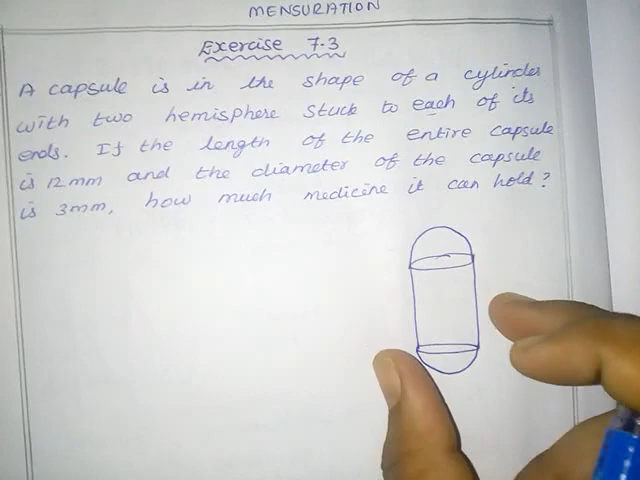 MENSURATION
Exercise 7.3
A capsule is in the shape of a cylinder
with two hemisphere stuck to each of its
ends. If the length of the entire capsule
is 12mm and the diameter of the capsule
is 3mm, how much medicine it can hold?